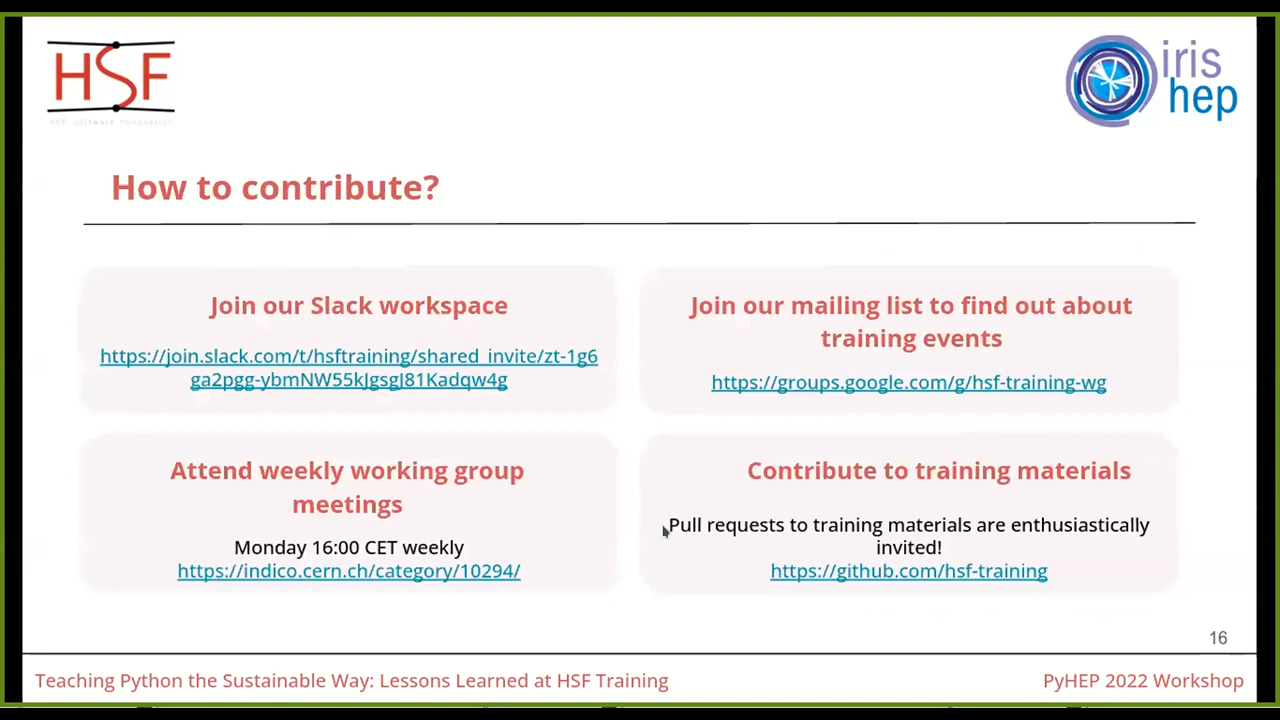 HSF
HEP Software Foundation
iris
hep
How to contribute?
Join our Slack workspace
https://join.slack.com/t/hsftraining/shared_invite/zt-1g6
ga2pgg-ybmNW55kJgsgJ81Kadqw4g
Join our mailing list to find out about
training events
https://groups.google.com/g/hsf-training-wg
Attend weekly working group
meetings
Monday 16:00 CET weekly
https://indico.cern.ch/category/10294/
Contribute to training materials
Pull requests to training materials are enthusiastically
invited!
https://github.com/hsf-training
16
Teaching Python the Sustainable Way: Lessons Learned at HSF Training
PyHEP 2022 Workshop